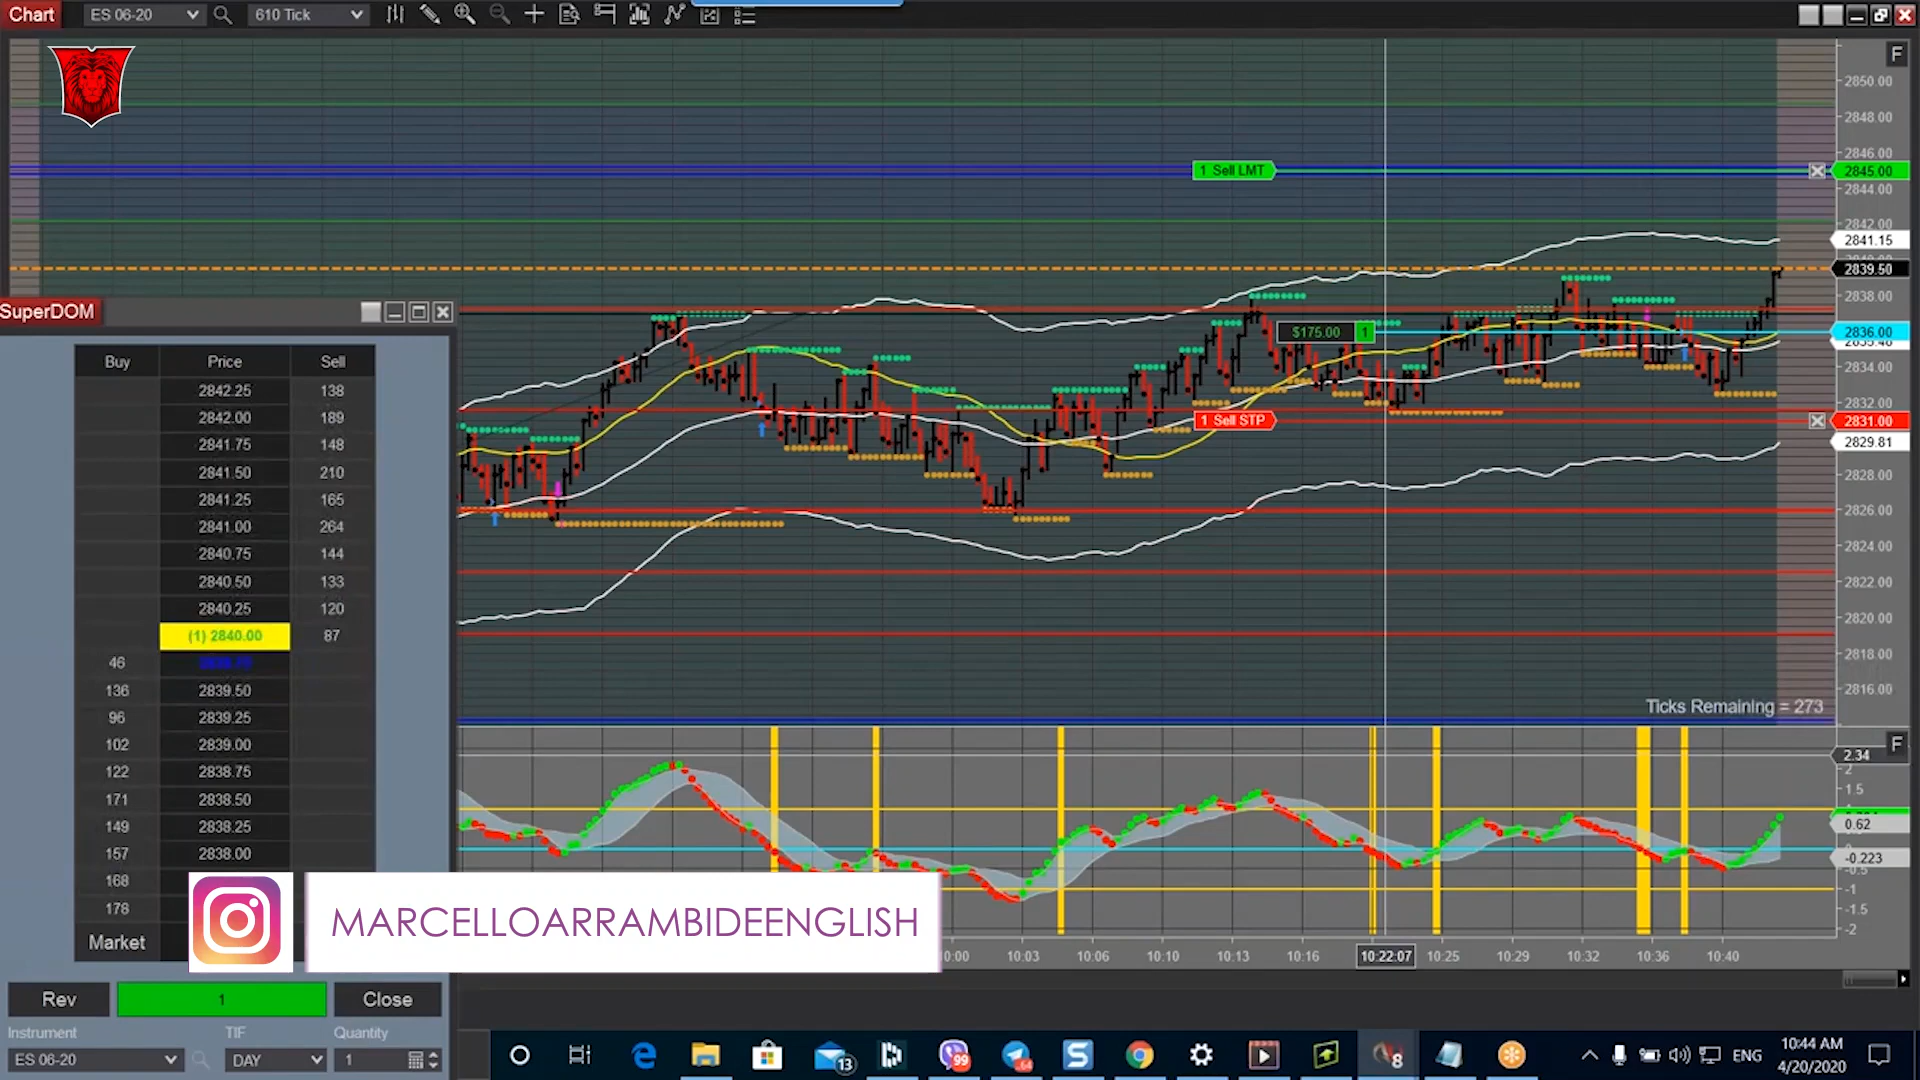 Chart
ES 06-20
610 Tick
F
2850.00
2848.00
2846.00
1 Sell LMT
2845.00
2844.00
2842.00
2841.15
2839.50
2838.00
$175.00 1
2836.00
2834.00
2832.00
1 Sell STP
2831.00
2829.81
2828.00
2826.00
2824.00
2822.00
2820.00
2818.00
2816.00
Ticks Remaining = 273
SuperDOM
Buy Price Sell
2842.25 138
2842.00 189
2841.75 148
2841.50 210
2841.25 165
2841.00 264
2840.75 144
2840.50 133
2840.25 120
(1) 2840.00 87
46
136 2839.50
96 2839.25
102 2839.00
122 2838.75
171 2838.50
149 2838.25
157 2838.00
168
178
Market
Rev 1 Close
Instrument TIF Quantity
ES 06-20 DAY 1
F
2.34
2
1.5
0.62
-0.223
-0.5
-1
-1.5
-2
MARCELLOARRAMBIDEENGLISH
0:00 10:03 10:06 10:10 10:13 10:16 10:22:07 10:25 10:29 10:32 10:36 10:40
13
99
64
8
ENG
10:44 AM
4/20/2020